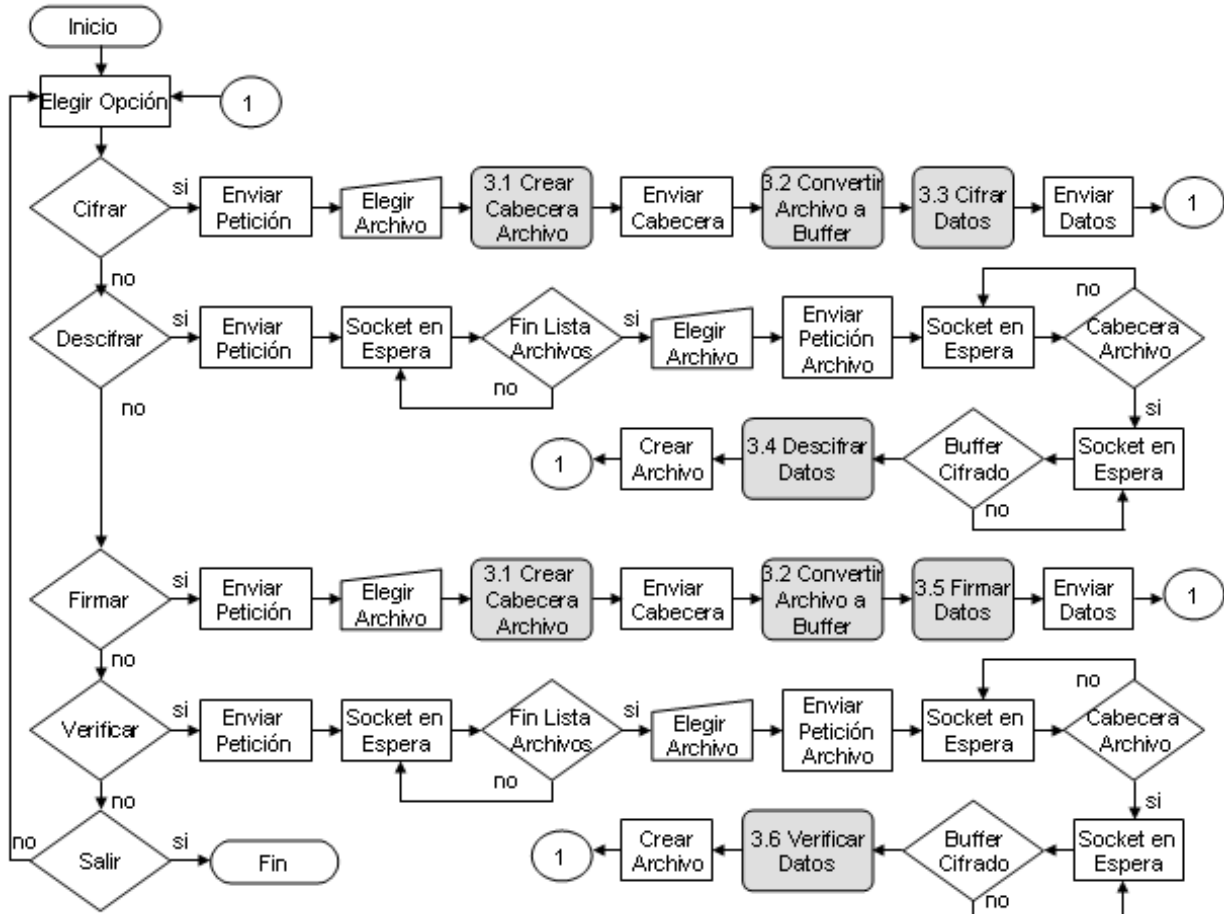 Inicio
Elegir Opción
1
Cifrar
si
Enviar
Petición
Elegir
Archivo
3.1 Crear
Cabecera
Archivo
Enviar
Cabecera
3.2 Convertir
Archivo a
Buffer
3.3 Cifrar
Datos
Enviar
Datos
1
no
Descifrar
si
Enviar
Petición
Socket en
Espera
Fin Lista
Archivos
no
si
Elegir
Archivo
Enviar
Petición
Archivo
Socket en
Espera
no
Cabecera
Archivo
si
Socket en
Espera
Buffer
Cifrado
no
3.4 Descifrar
Datos
Crear
Archivo
1
no
Firmar
si
Enviar
Petición
Elegir
Archivo
3.1 Crear
Cabecera
Archivo
Enviar
Cabecera
3.2 Convertir
Archivo a
Buffer
3.5 Firmar
Datos
Enviar
Datos
1
no
Verificar
si
Enviar
Petición
Socket en
Espera
Fin Lista
Archivos
no
si
Elegir
Archivo
Enviar
Petición
Archivo
Socket en
Espera
no
Cabecera
Archivo
si
Socket en
Espera
Buffer
Cifrado
no
3.6 Verificar
Datos
Crear
Archivo
1
no
Salir
no
si
Fin